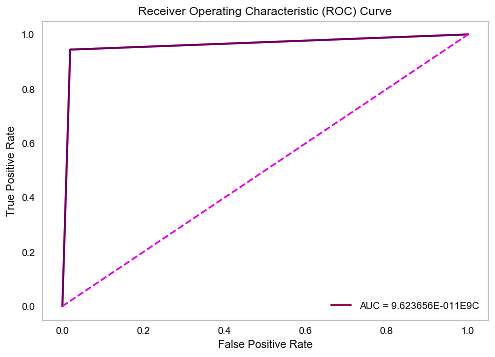 Receiver Operating Characteristic (ROC) Curve
1.0
0.8
0.6
0.4
0.2
0.0
True Positive Rate
AUC = 9.623656E-011E9C
0.0 0.2 0.4 0.6 0.8 1.0
False Positive Rate